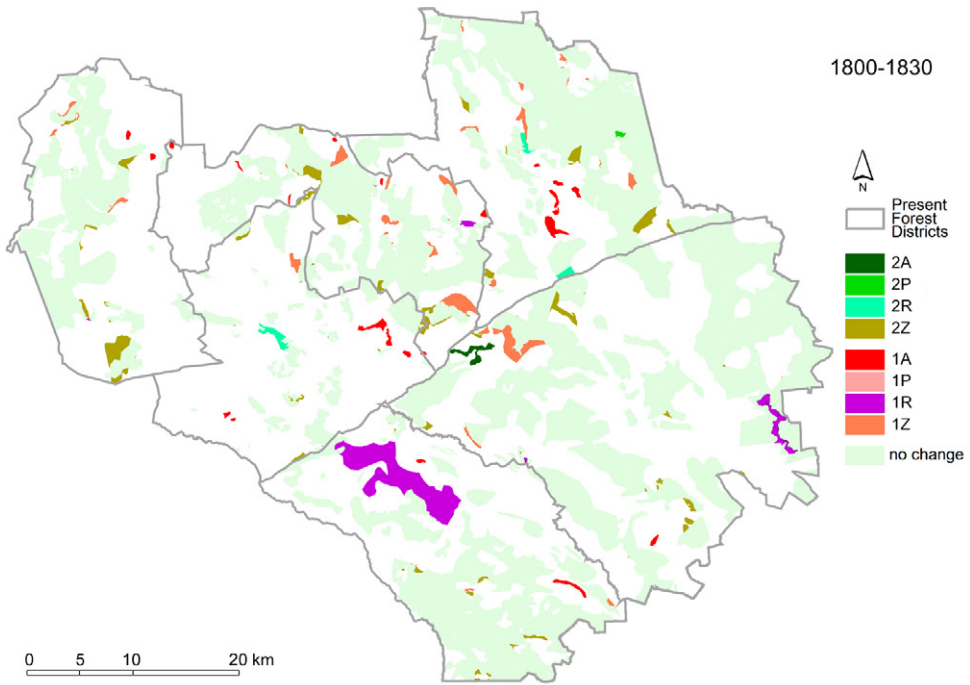 1800-1830
N
Present
Forest
Districts
2A
2P
2R
2Z
1A
1P
1R
1Z
no change
0 5 10 20 km